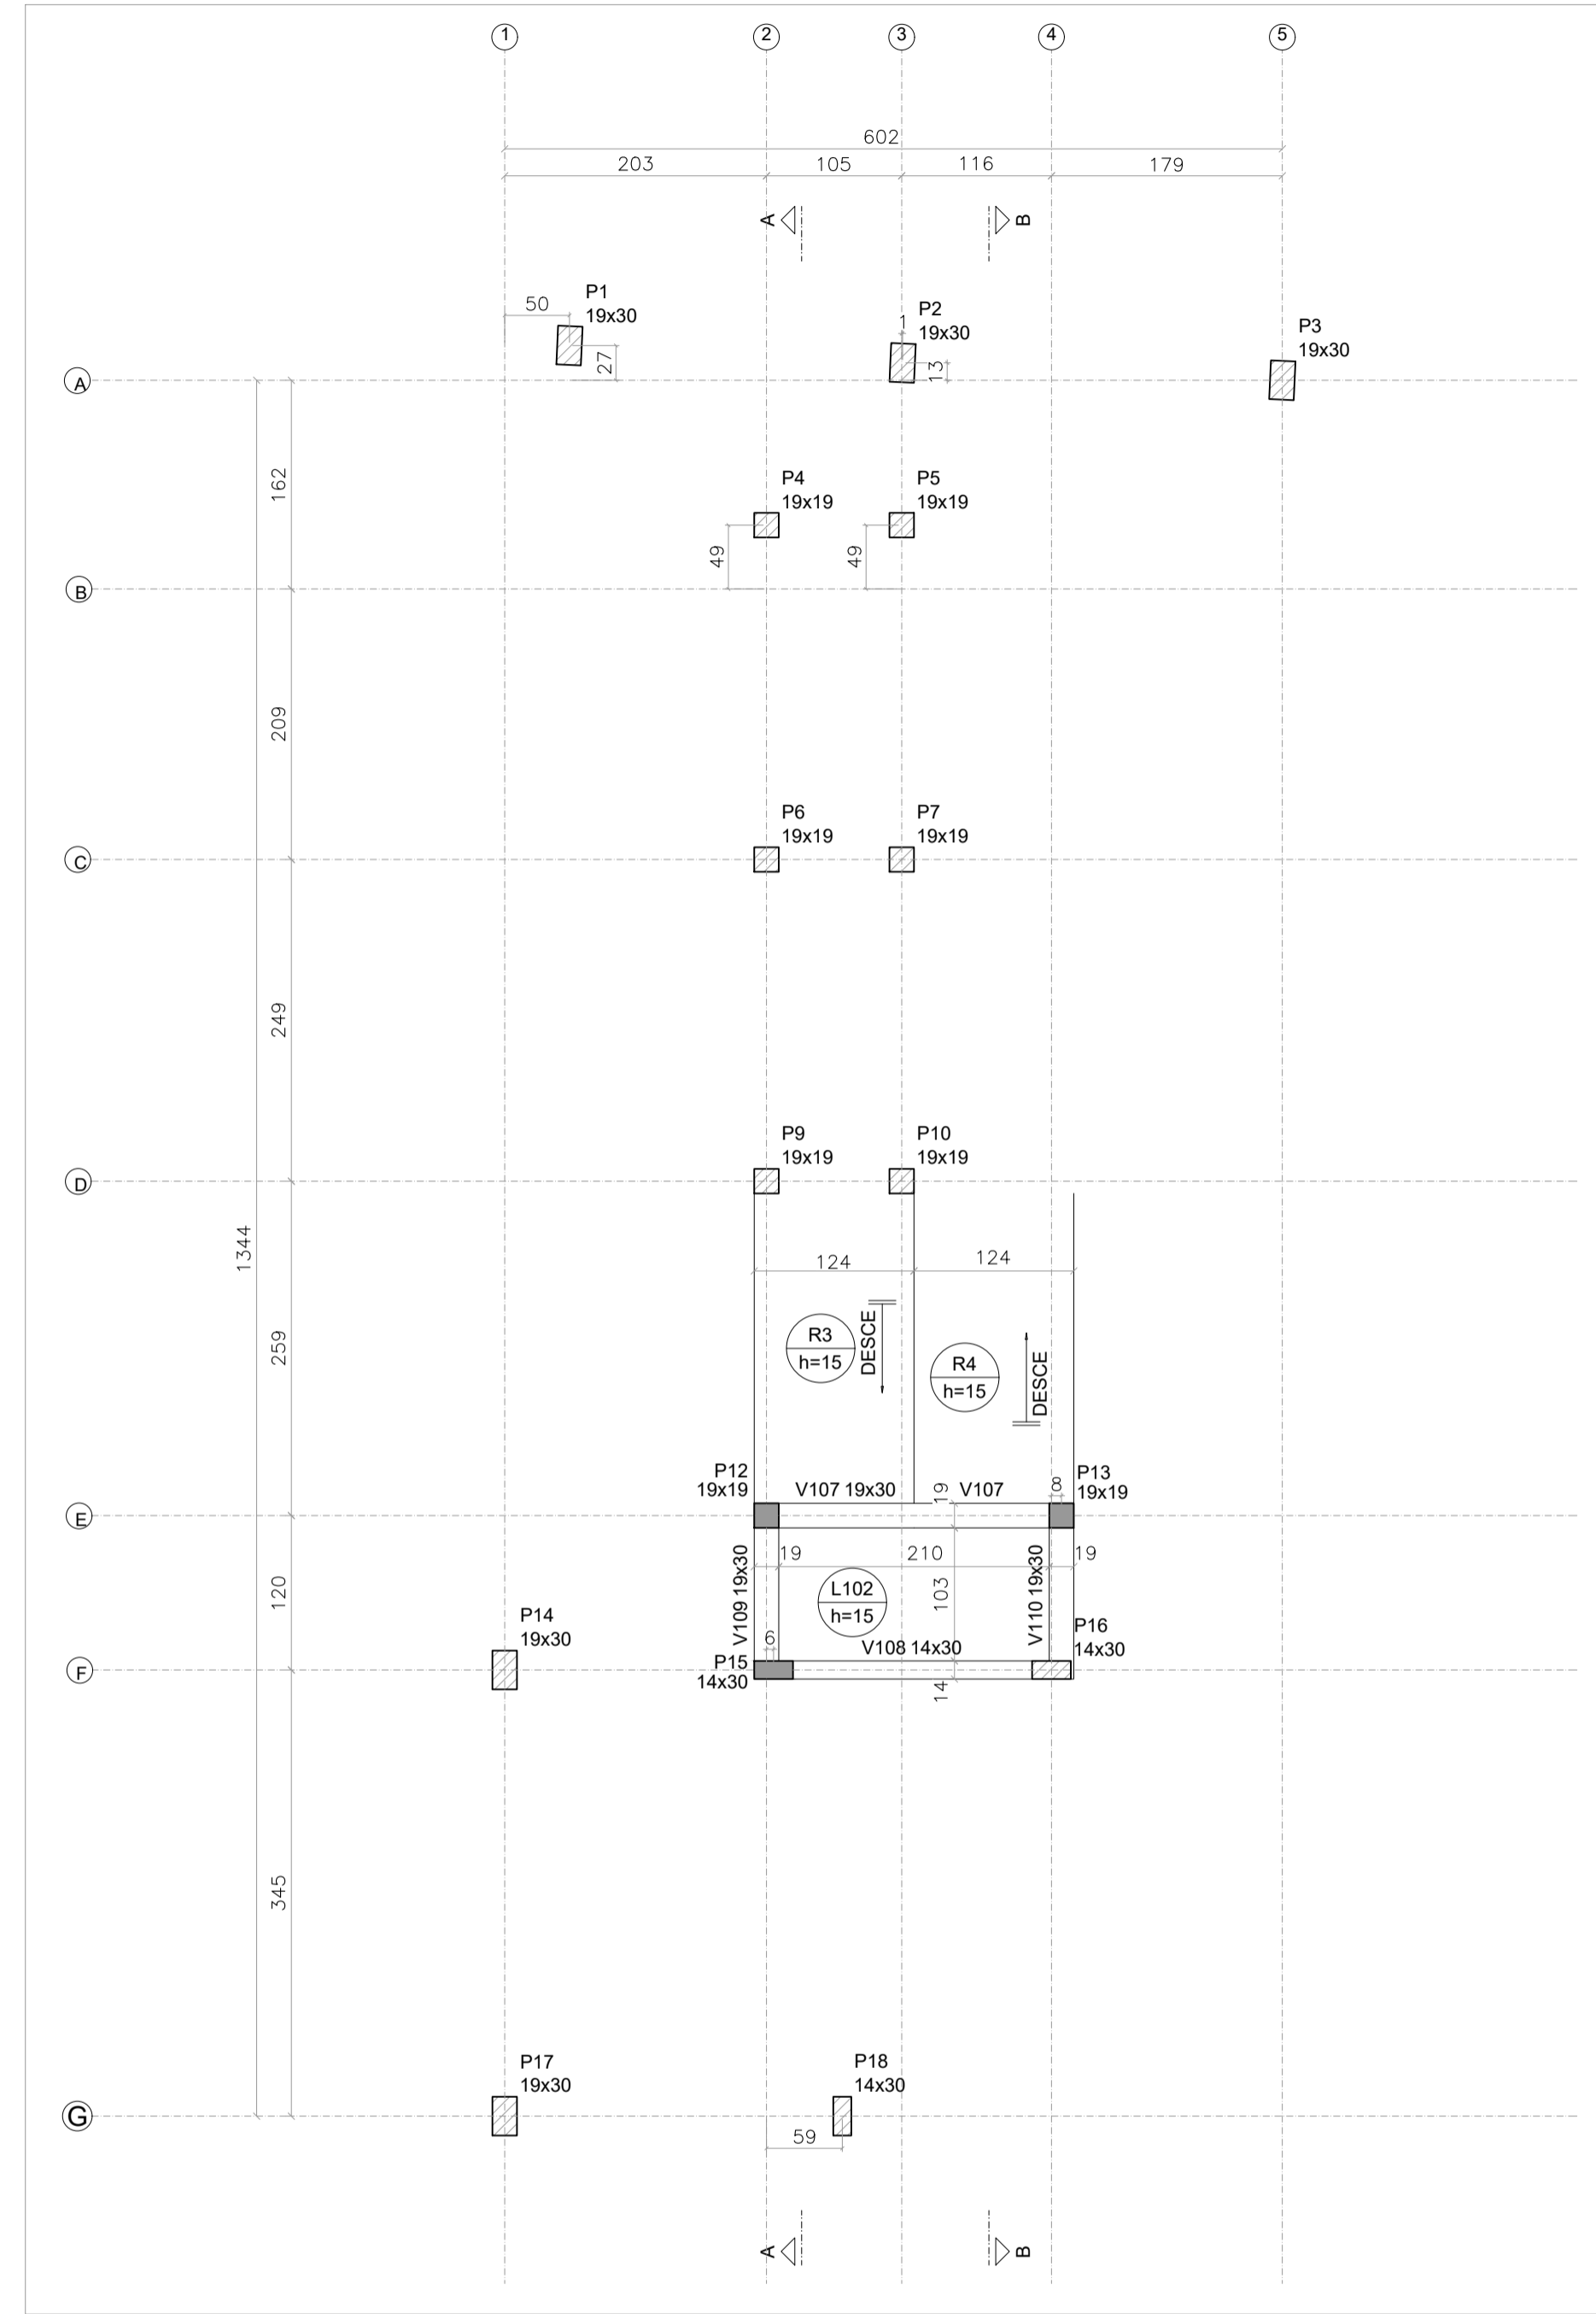 1
2
3
4
5
602
203
105
116
179
A
B
P1
19x30
50
27
P2
19x30
1
13
P3
19x30
A
162
P4
19x19
P5
19x19
49
49
B
209
P6
19x19
P7
19x19
C
249
P9
19x19
P10
19x19
D
1344
259
124
124
R3
h=15
DESCE
R4
h=15
DESCE
P12
19x19
V107 19x30
19
V107
8
P13
19x19
E
120
V109 19x30
19
210
V110 19x30
19
L102
h=15
103
P14
19x30
6
V108 14x30
P16
14x30
P15
14x30
14
F
345
P17
19x30
P18
14x30
G
59
A
B